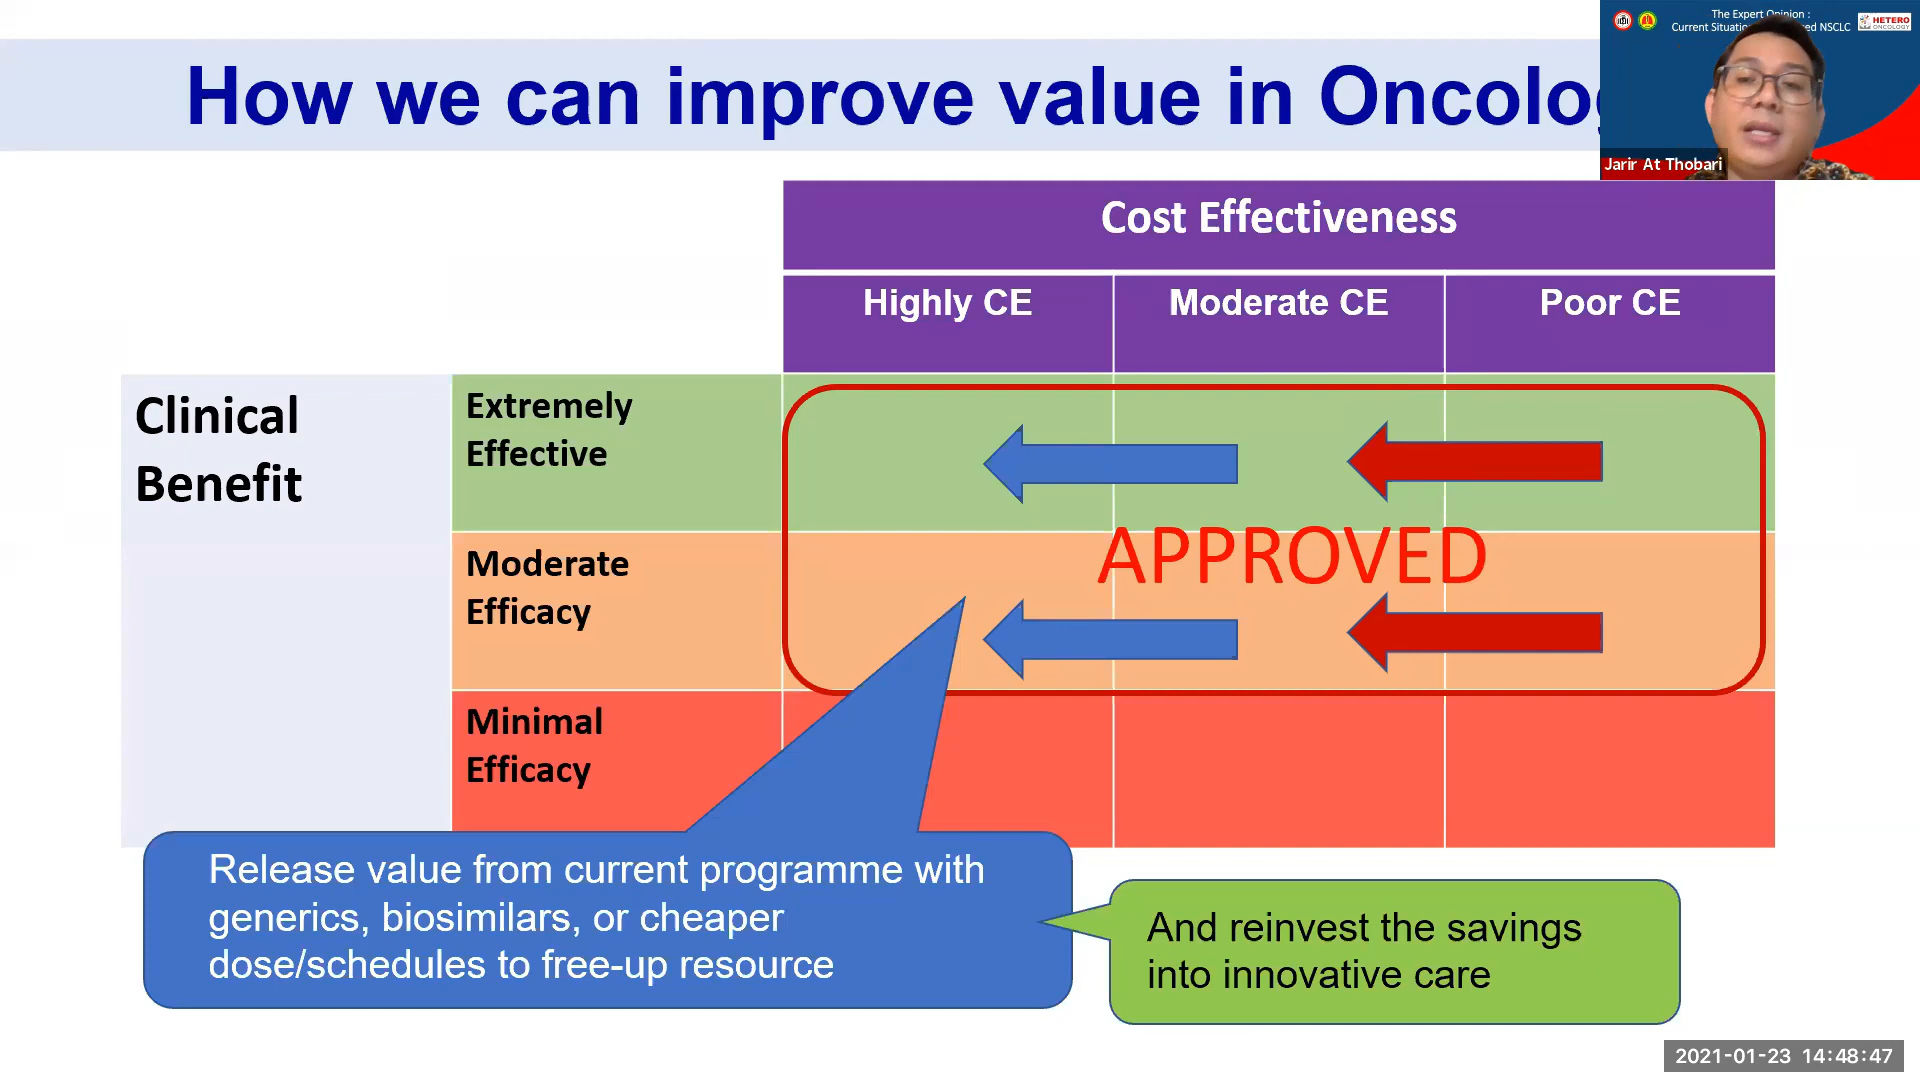 The Expert Opinion :
Current Situatio ed NSCLC
HETERO
ONCOLOGY
How we can improve value in Oncolo
Jarir At Thobari
Cost Effectiveness
Highly CE Moderate CE Poor CE
Clinical
Benefit
Extremely
Effective
APPROVED
Moderate
Efficacy
Minimal
Efficacy
Release value from current programme with
generics, biosimilars, or cheaper
dose/schedules to free-up resource
And reinvest the savings
into innovative care
2021-01-23 14:48:47